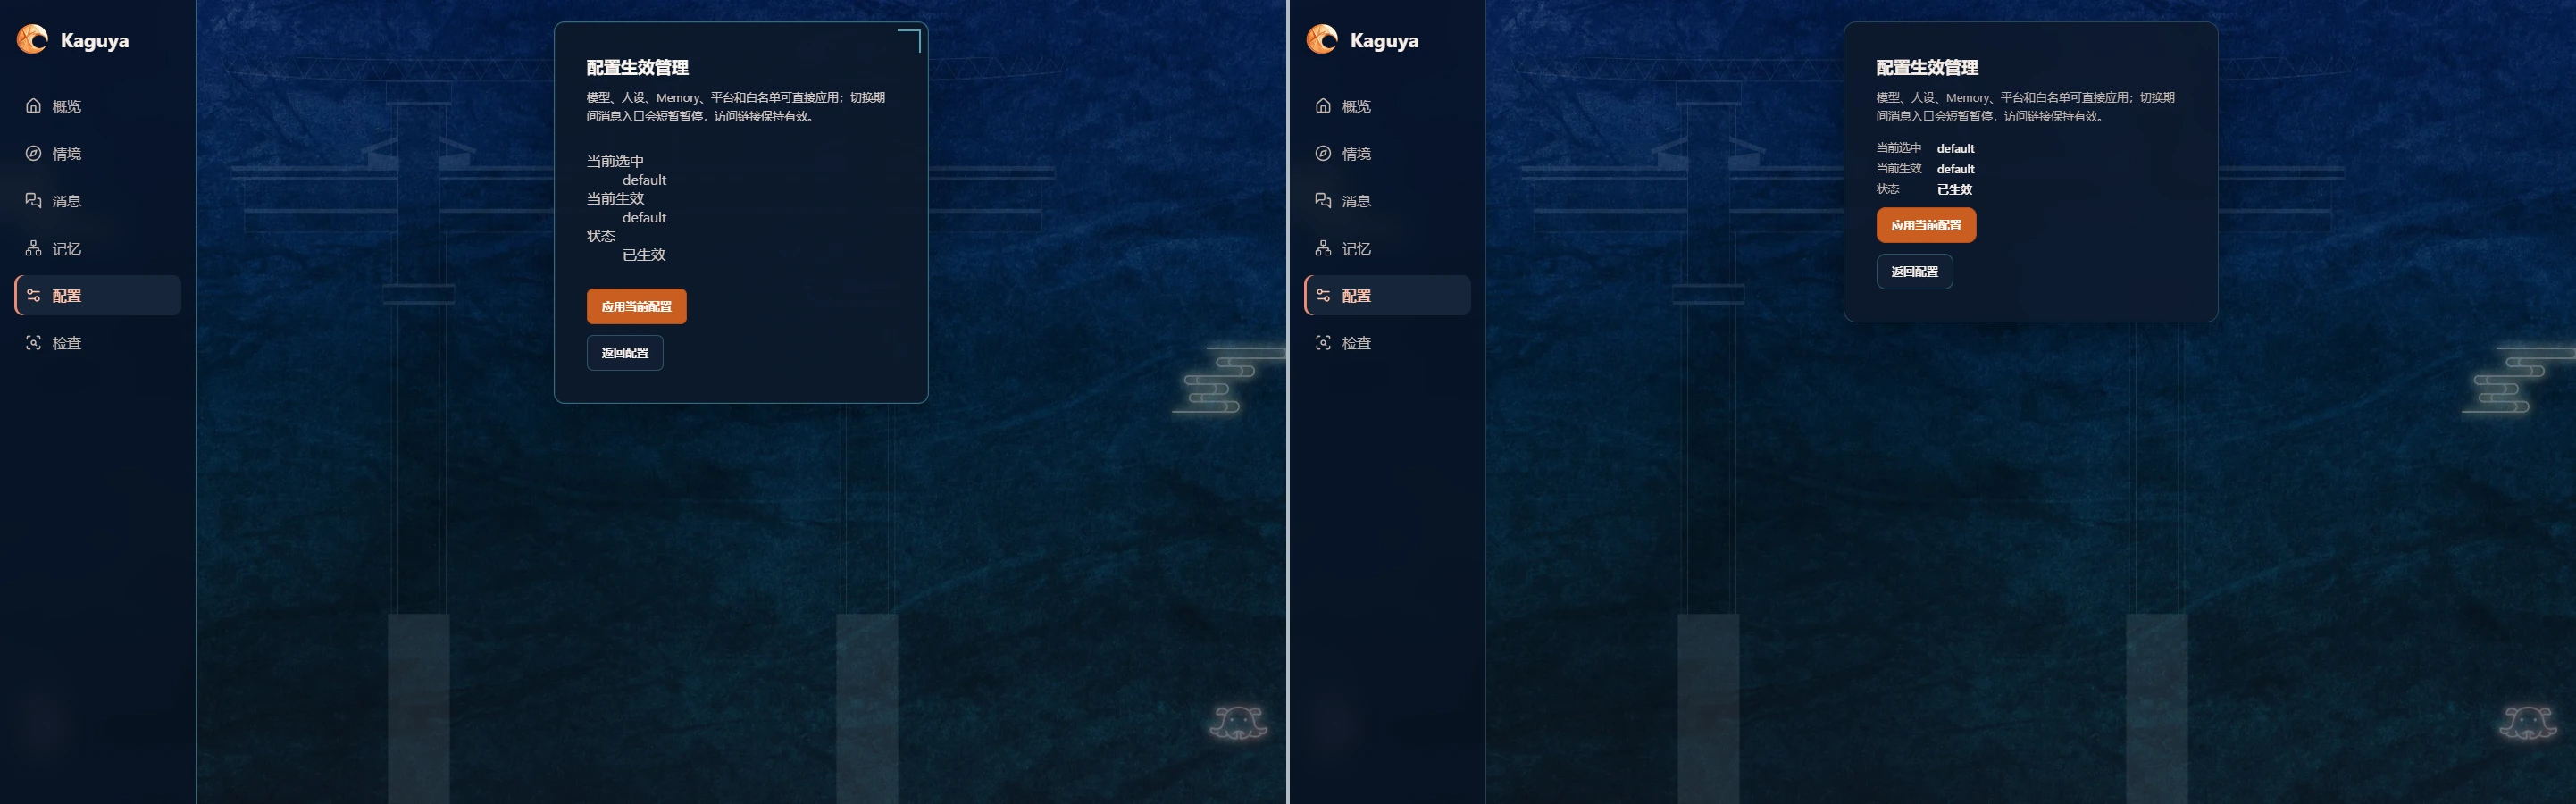 Kaguya
概览
情境
消息
记忆
配置
检查
配置生效管理
模型、人设、Memory、平台和白名单可直接应用；切换期
间消息入口会短暂暂停，访问链接保持有效。
当前选中
default
当前生效
default
状态
已生效
应用当前配置
返回配置
Kaguya
概览
情境
消息
记忆
配置
检查
配置生效管理
模型、人设、Memory、平台和白名单可直接应用；切换期
间消息入口会短暂暂停，访问链接保持有效。
当前选中 default
当前生效 default
状态 已生效
应用当前配置
返回配置